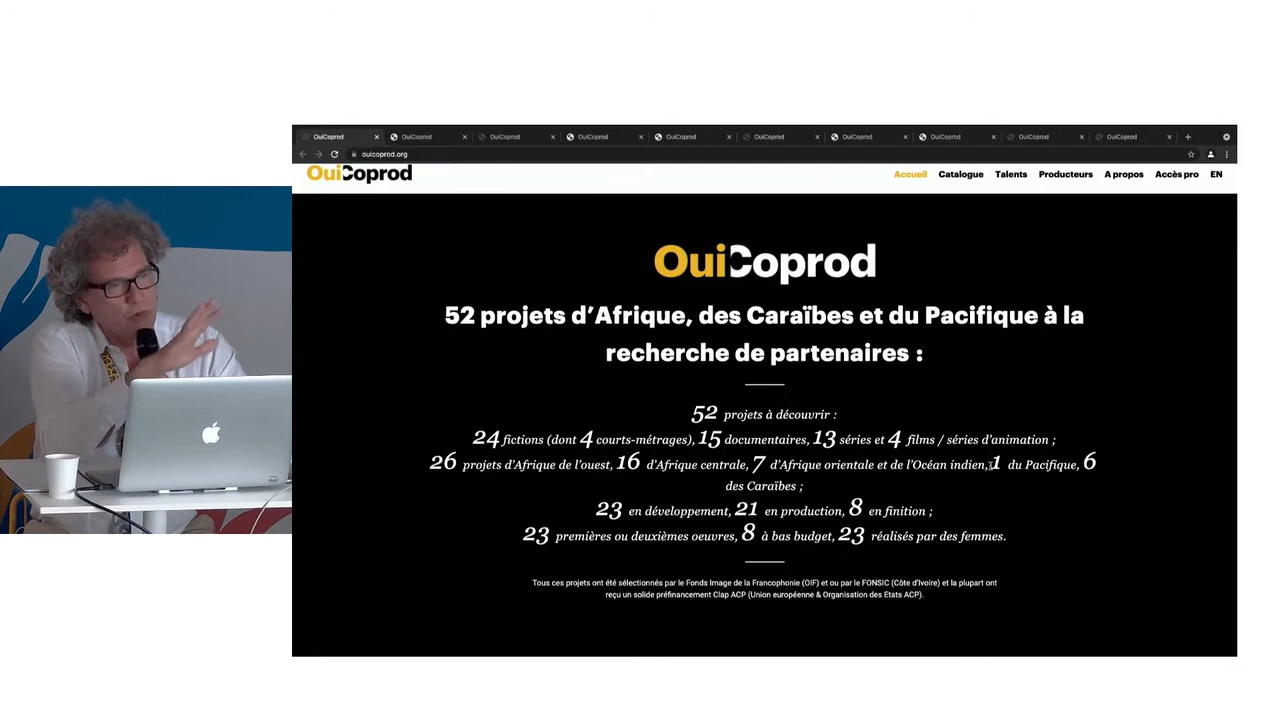 OuiCoprod
OuiCoprod
OuiCoprod
OuiCoprod
OuiCoprod
OuiCoprod
OuiCoprod
OuiCoprod
OuiCoprod
OuiCoprod
ouicoprod.org
OuiCoprod
Accueil Catalogue Talents Producteurs A propos Accès pro EN
OuiCoprod
52 projets d'Afrique, des Caraïbes et du Pacifique à la
recherche de partenaires :
52 projets à découvrir :
24 fictions (dont 4 courts-métrages), 15 documentaires, 13 séries et 4 films / séries d'animation ;
26 projets d'Afrique de l'ouest, 16 d'Afrique centrale, 7 d'Afrique orientale et de l'Océan indien, 1 du Pacifique, 6
des Caraïbes ;
23 en développement, 21 en production, 8 en finition ;
23 premières ou deuxièmes oeuvres, 8 à bas budget, 23 réalisés par des femmes.
Tous ces projets ont été sélectionnés par le Fonds Image de la Francophonie (OIF) et ou par le FONSIC (Côte d'Ivoire) et la plupart ont
reçu un solide préfinancement Clap ACP (Union européenne & Organisation des Etats ACP).